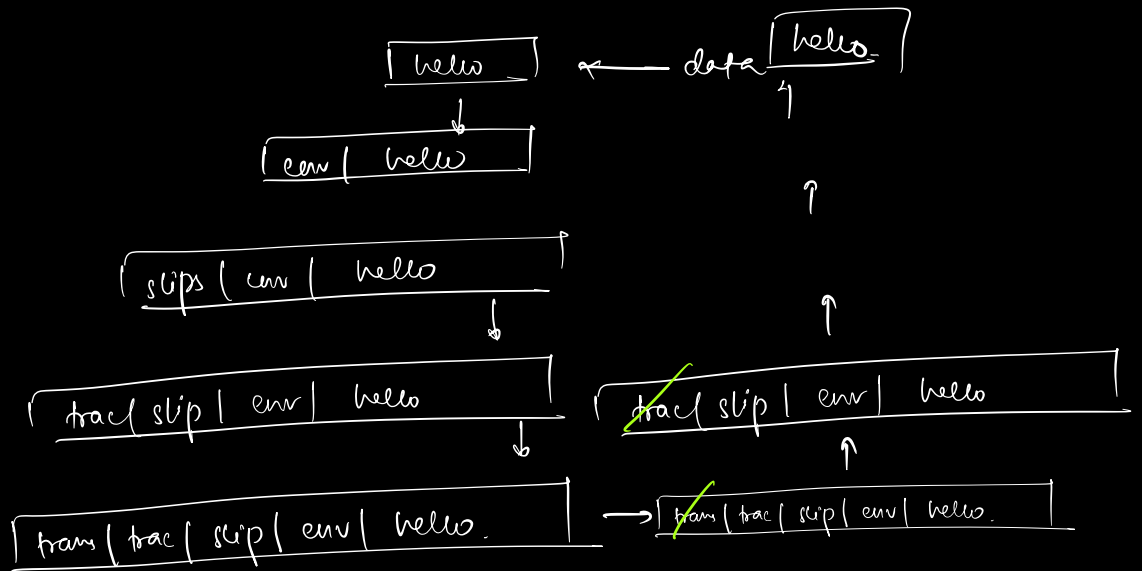 hello data hello
env | hello
slips | env | hello
trac | slip | env | hello
trac | slip | env | hello
trans | trac | slip | env | hello.
trans | trac | slip | env | hello.